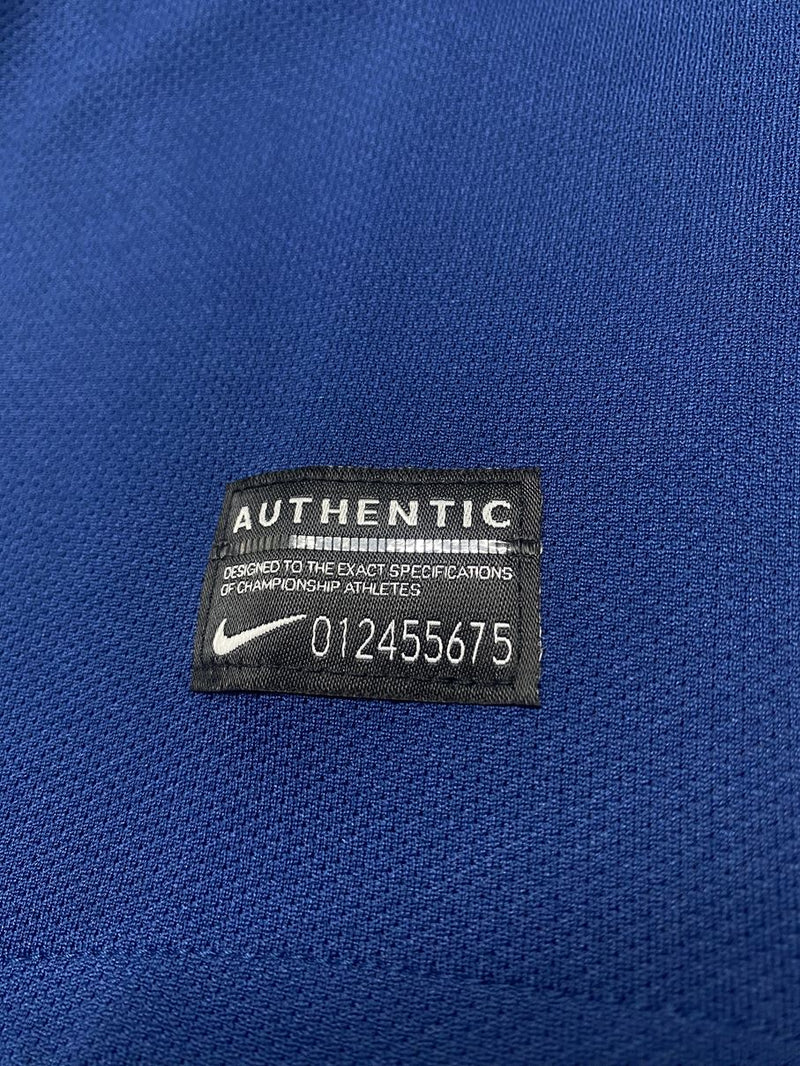 AUTHENTIC
DESIGNED TO THE EXACT SPECIFICATIONS
OF CHAMPIONSHIP ATHLETES
012455675